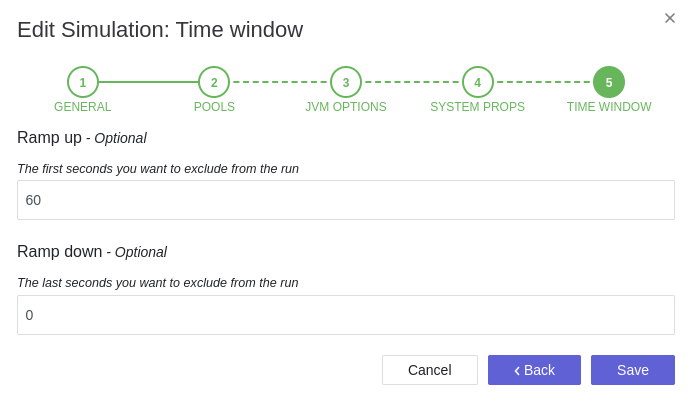 Edit Simulation: Time window
×
1 2 3 4 5
GENERAL POOLS JVM OPTIONS SYSTEM PROPS TIME WINDOW
Ramp up - Optional
The first seconds you want to exclude from the run
60
Ramp down - Optional
The last seconds you want to exclude from the run
0
Cancel ‹ Back Save